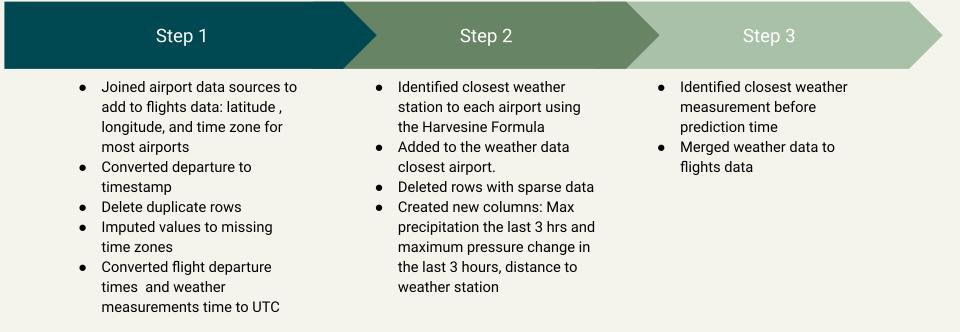 Step 1
Step 2
Step 3
● Joined airport data sources to
add to flights data: latitude ,
longitude, and time zone for
most airports
● Converted departure to
timestamp
● Delete duplicate rows
● Imputed values to missing
time zones
● Converted flight departure
times  and weather
measurements time to UTC
● Identified closest weather
station to each airport using
the Harvesine Formula
● Added to the weather data
closest airport.
● Deleted rows with sparse data
● Created new columns: Max
precipitation the last 3 hrs and
maximum pressure change in
the last 3 hours, distance to
weather station
● Identified closest weather
measurement before
prediction time
● Merged weather data to
flights data